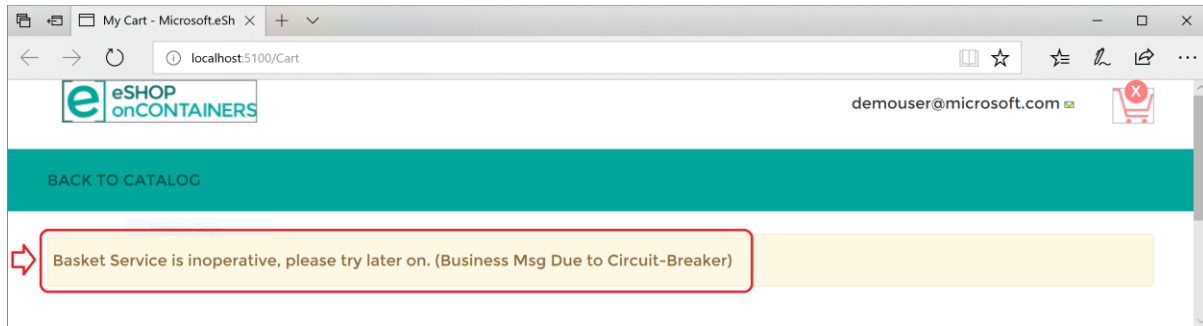 My Cart - Microsoft.eSh
localhost:5100/Cart
eSHOP
onCONTAINERS
demouser@microsoft.com
X
BACK TO CATALOG
Basket Service is inoperative, please try later on. (Business Msg Due to Circuit-Breaker)